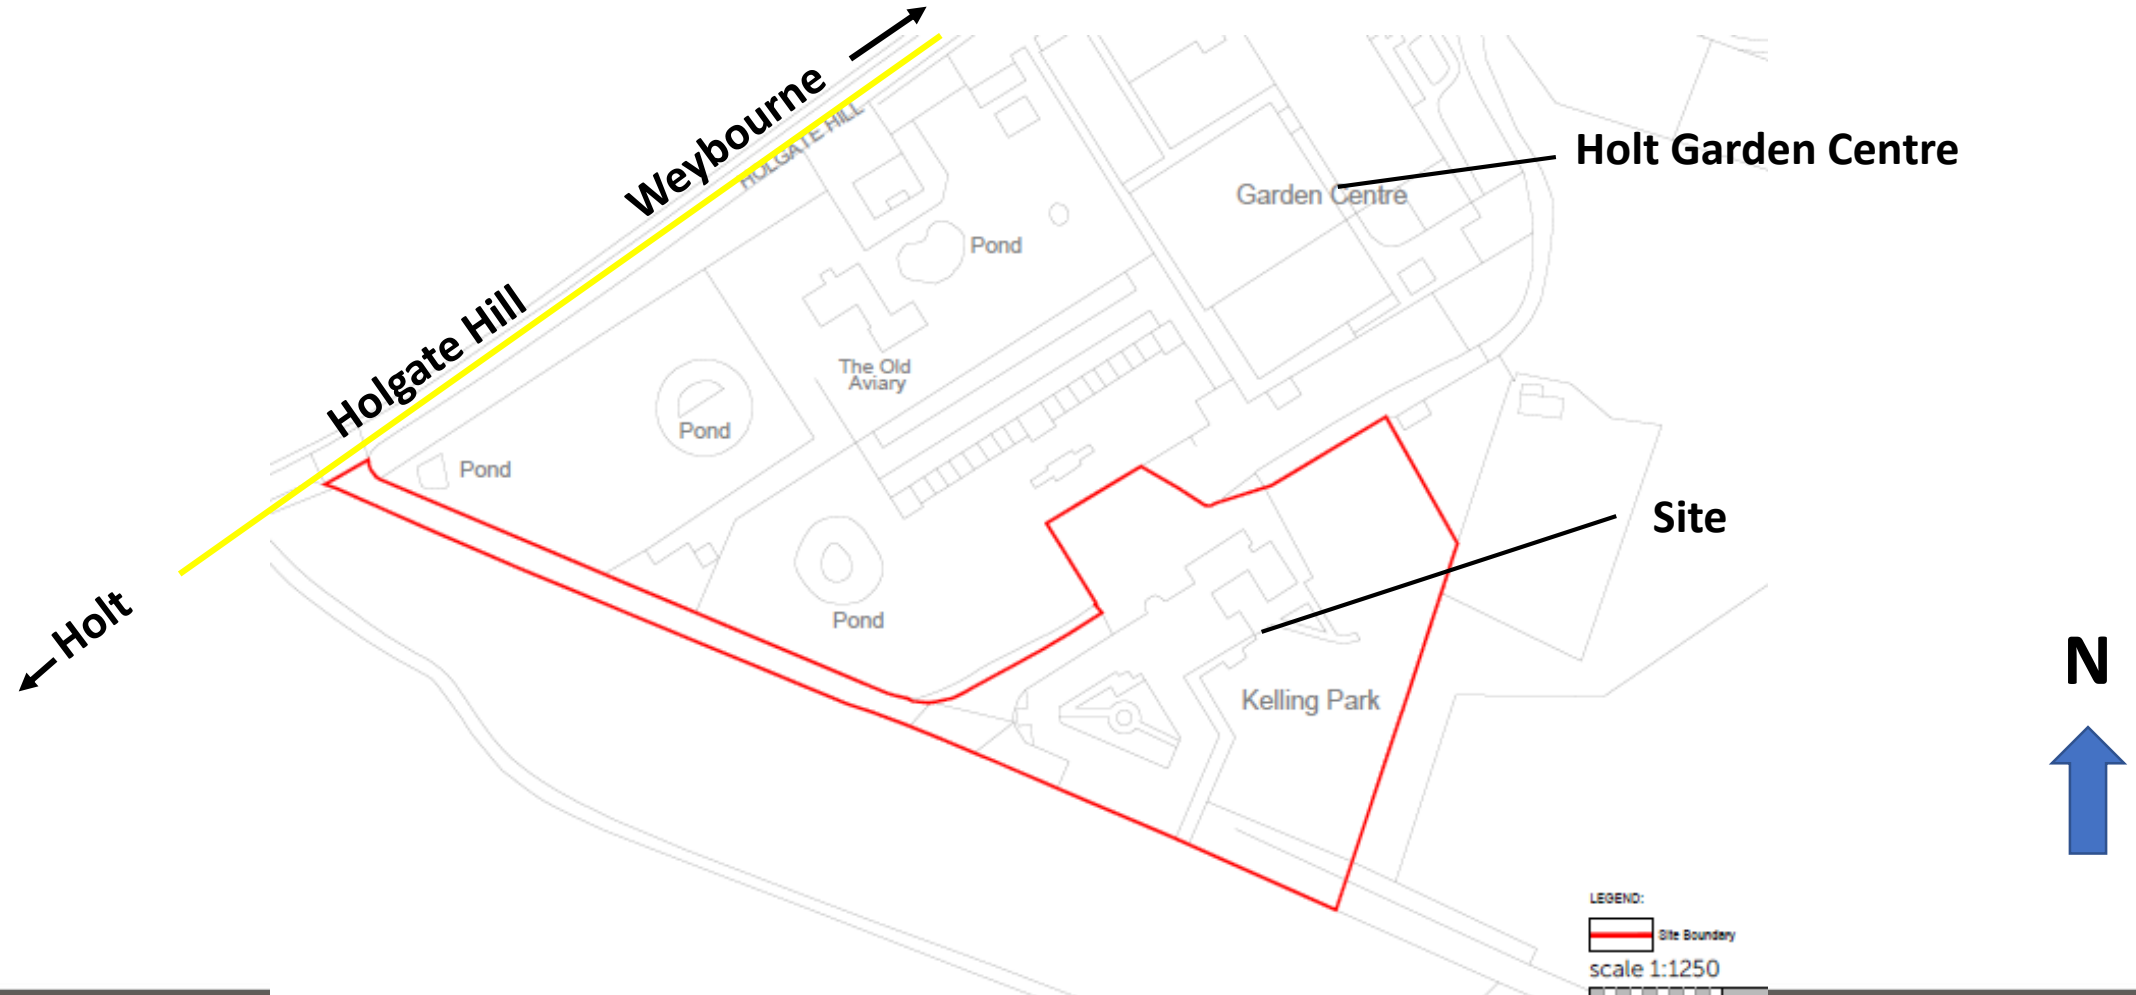 Weybourne
HOLGATE HILL
Holt Garden Centre
Garden Centre
Pond
Holgate Hill
The Old
Aviary
Pond
Pond
Site
Holt
Pond
N
Kelling Park
LEGEND:
Site Boundary
scale 1:1250